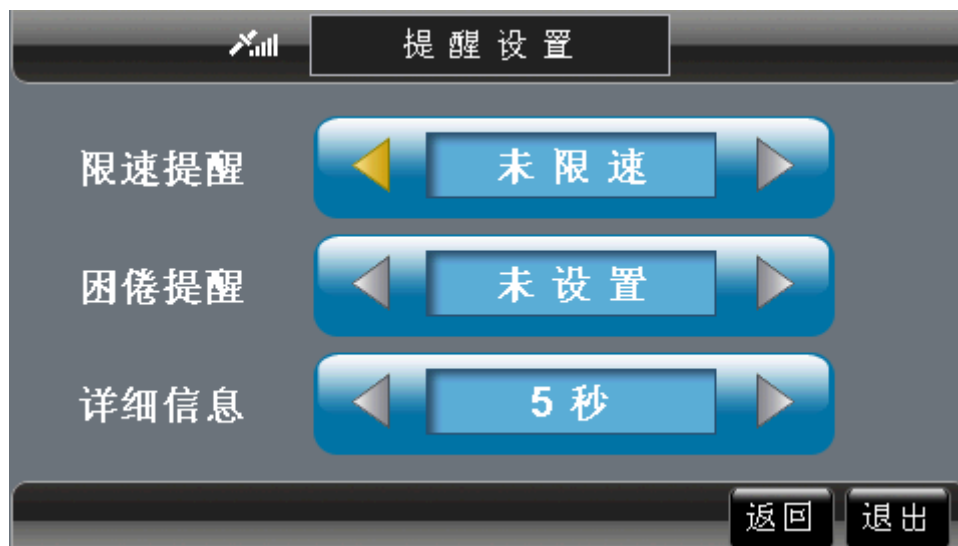 提醒设置
限速提醒
未限速
困倦提醒
未设置
详细信息
5秒
返回
退出